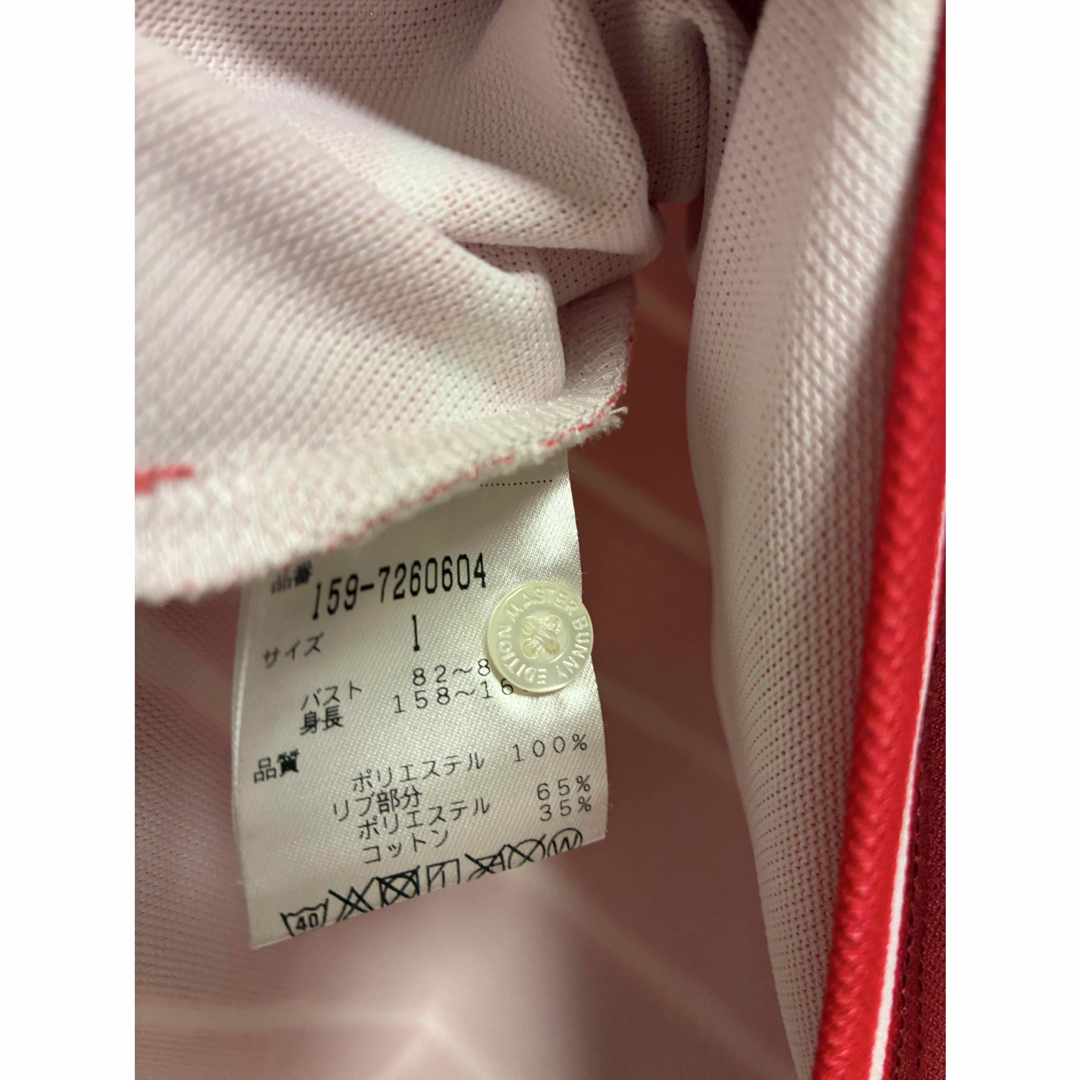 品番 159-7260604
サイズ 1
バスト 82～8
身長 158～16
品質
ポリエステル 100%
リブ部分
ポリエステル 65%
コットン 35%
40
W
MASTER BUNNY EDITION